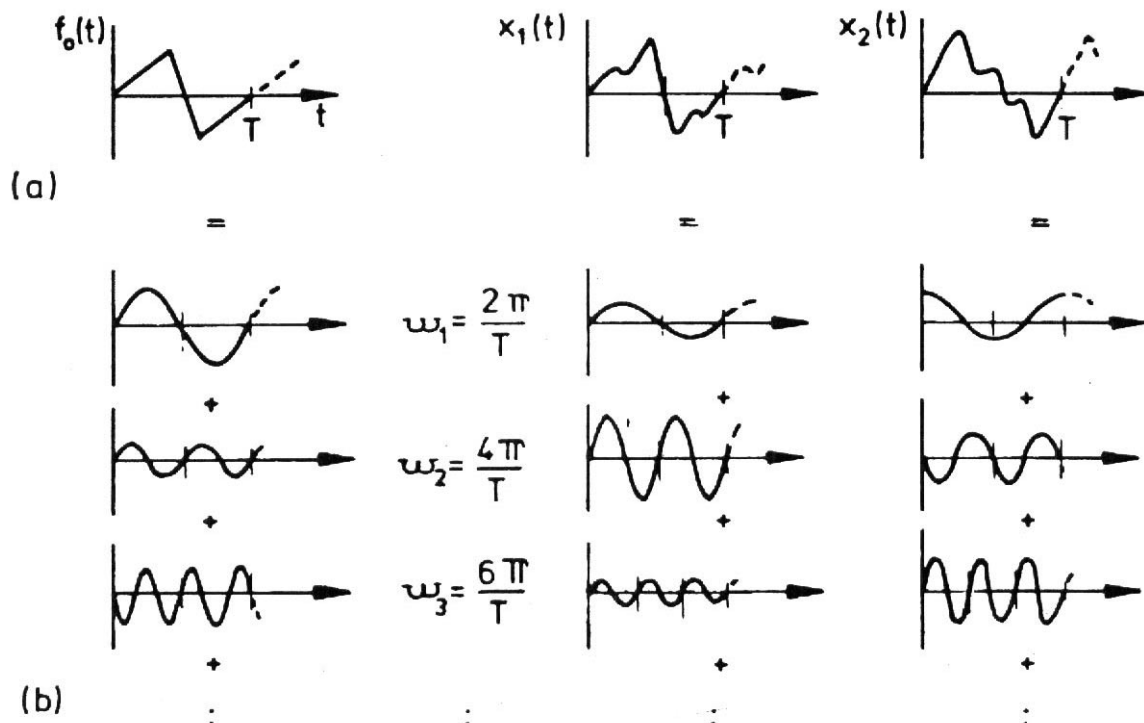 f₀(t) x₁(t) x₂(t)
t T T T
(a)
= = =
ω₁ = 2π/T
+ + +
ω₂ = 4π/T
+ + +
ω₃ = 6π/T
+ + +
(b)